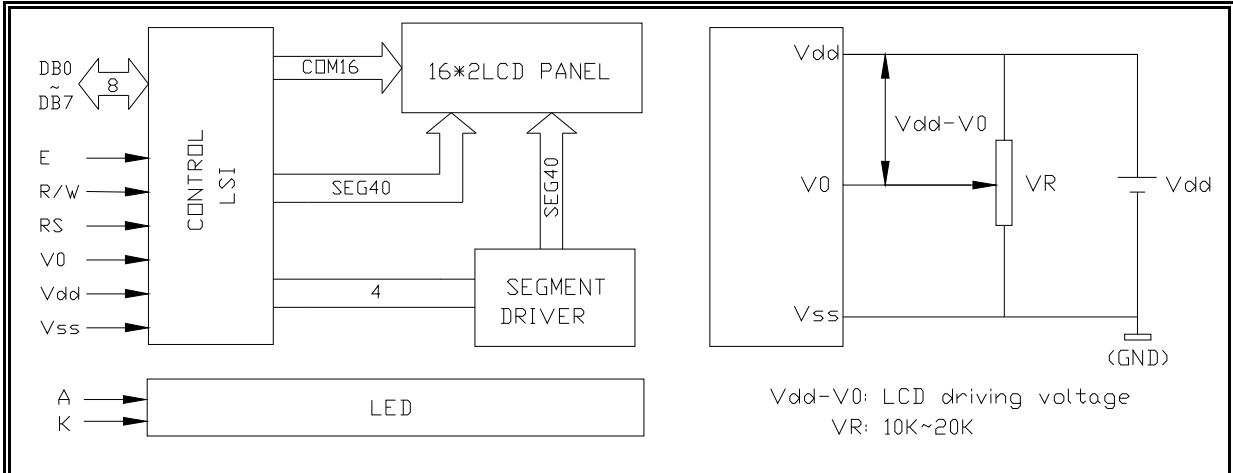 DB0
~
DB7
8
E
R/W
RS
V0
Vdd
Vss
CONTROL
LSI
COM16
16*2LCD PANEL
SEG40
SEG40
4
SEGMENT
DRIVER
A
K
LED
Vdd
Vdd-V0
V0
VR
Vdd
Vss
(GND)
Vdd-V0: LCD driving voltage
VR: 10K~20K